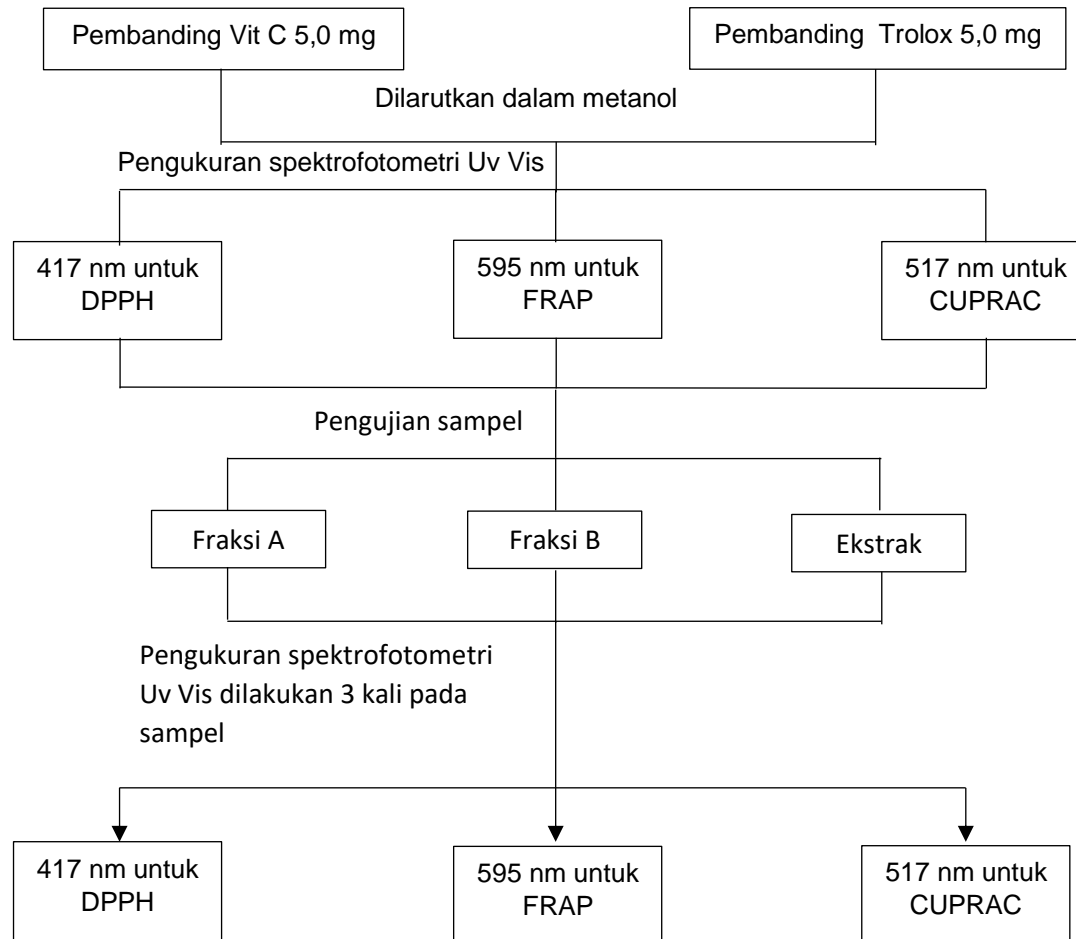 Pembanding Vit C 5,0 mg
Pembanding Trolox 5,0 mg
Dilarutkan dalam metanol
Pengukuran spektrofotometri Uv Vis
417 nm untuk
DPPH
595 nm untuk
FRAP
517 nm untuk
CUPRAC
Pengujian sampel
Fraksi A
Fraksi B
Ekstrak
Pengukuran spektrofotometri
Uv Vis dilakukan 3 kali pada
sampel
417 nm untuk
DPPH
595 nm untuk
FRAP
517 nm untuk
CUPRAC